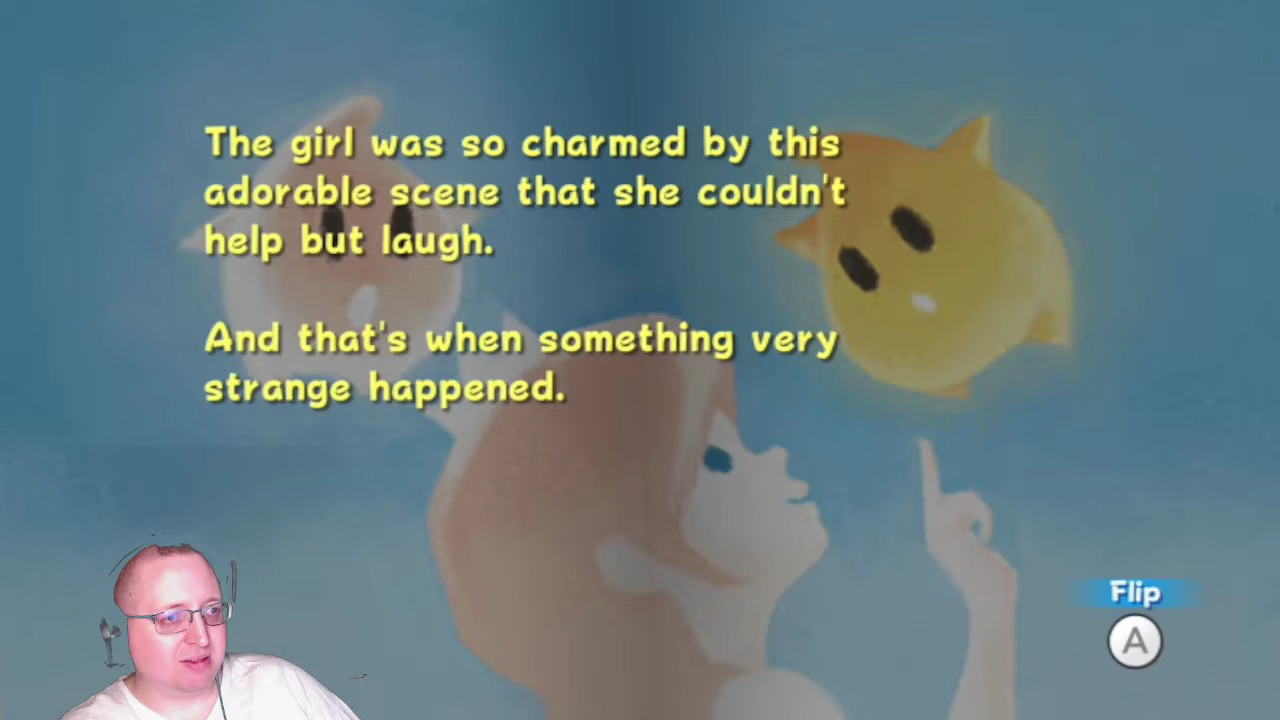 The girl was so charmed by this
adorable scene that she couldn't
help but laugh.
And that's when something very
strange happened.
Flip
A